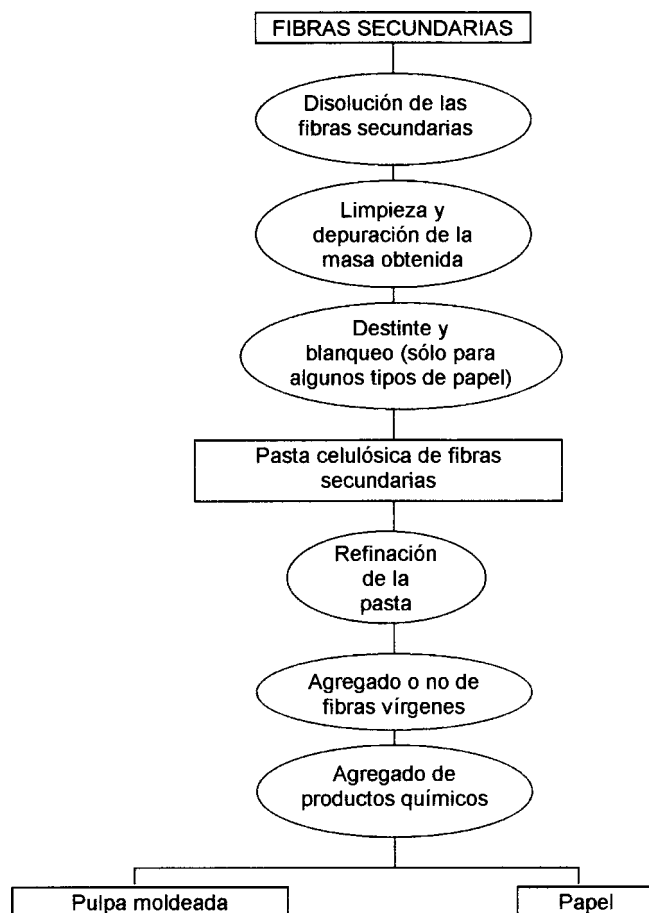 FIBRAS SECUNDARIAS
Disolución de las
fibras secundarias
Limpieza y
depuración de la
masa obtenida
Destinte y
blanqueo (sólo para
algunos tipos de papel)
Pasta celulósica de fibras
secundarias
Refinación
de la
pasta
Agregado o no de
fibras vírgenes
Agregado de
productos químicos
Pulpa moldeada
Papel